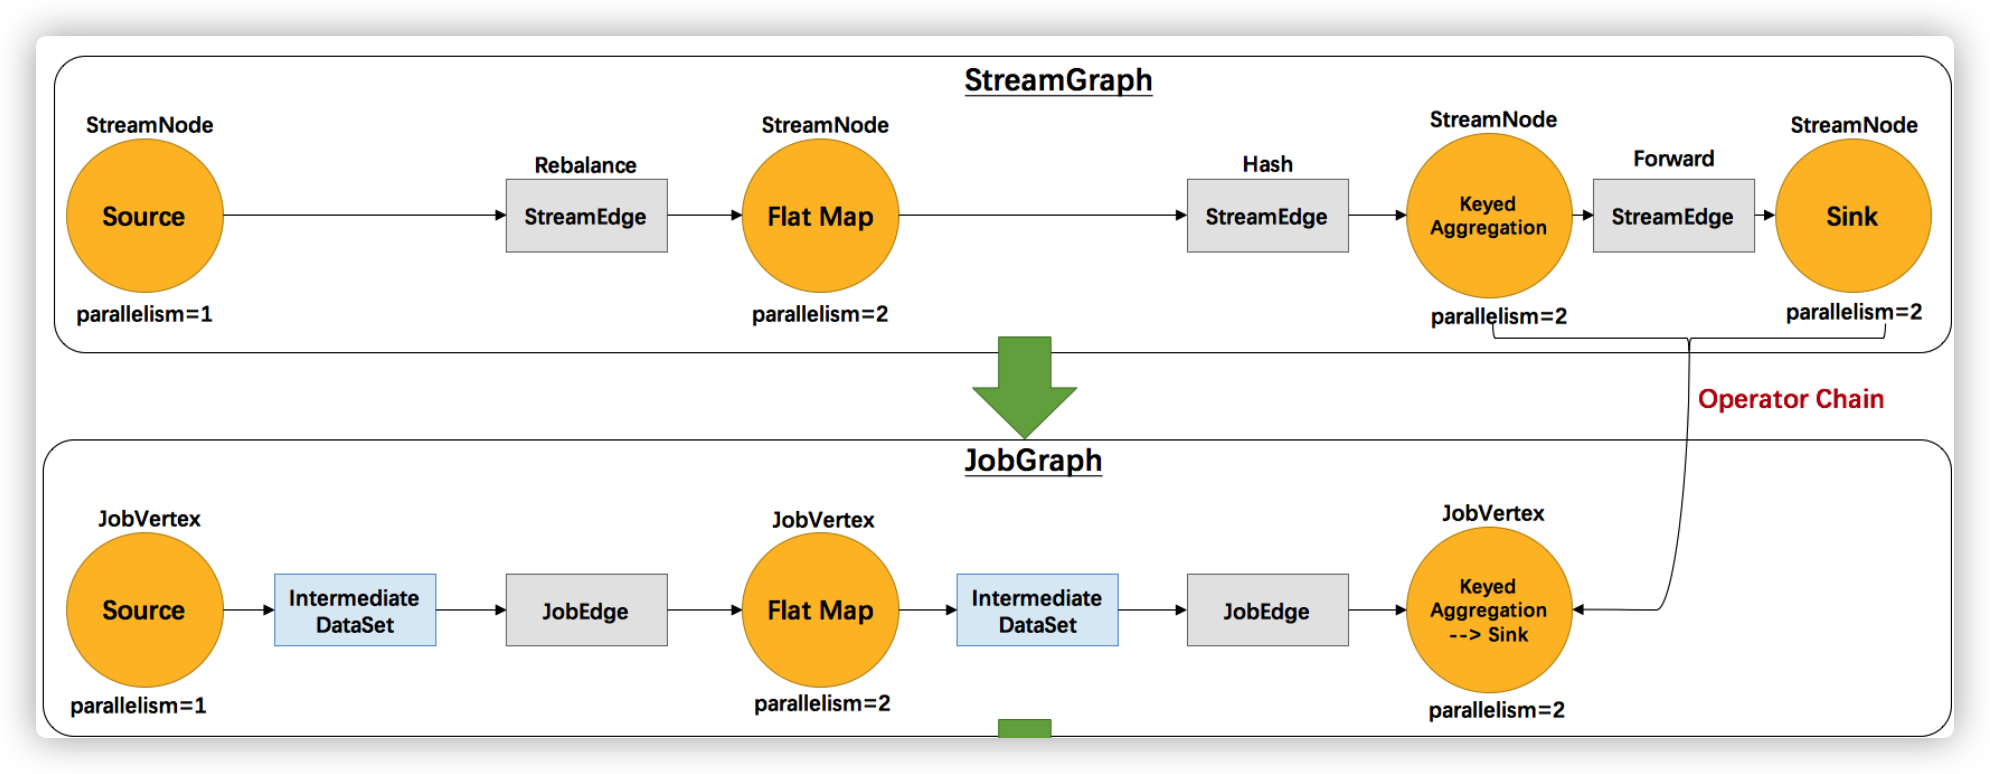 StreamGraph
StreamNode
Source
parallelism=1
Rebalance
StreamEdge
StreamNode
Flat Map
parallelism=2
Hash
StreamEdge
StreamNode
Keyed
Aggregation
parallelism=2
Forward
StreamEdge
StreamNode
Sink
parallelism=2
Operator Chain
JobGraph
JobVertex
Source
parallelism=1
Intermediate
DataSet
JobEdge
JobVertex
Flat Map
parallelism=2
Intermediate
DataSet
JobEdge
JobVertex
Keyed
Aggregation
--> Sink
parallelism=2